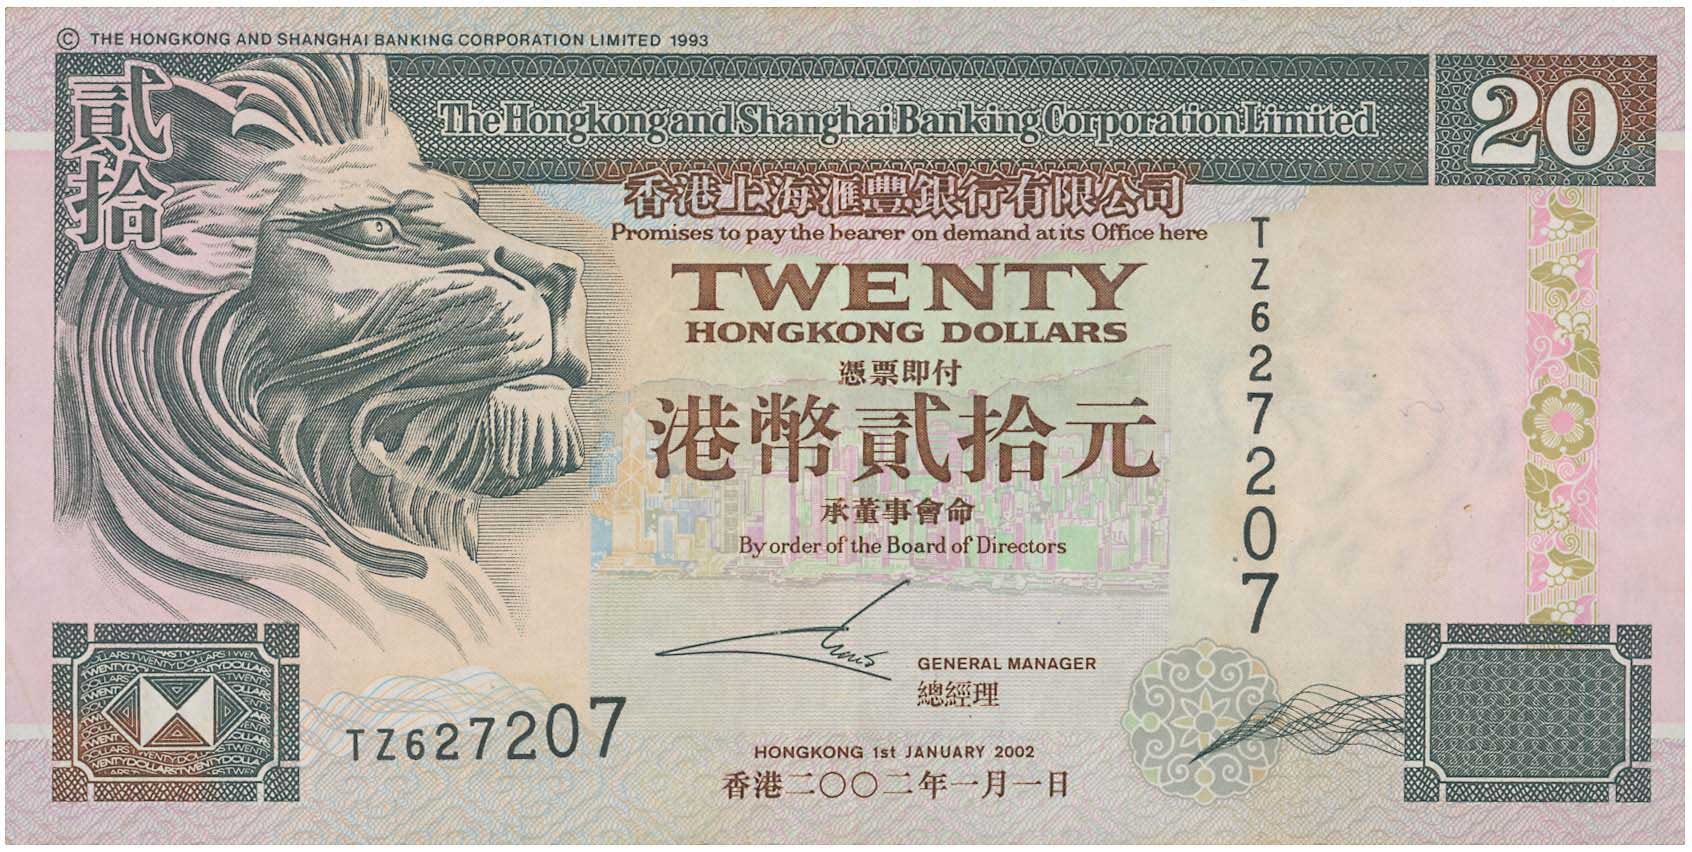 © THE HONGKONG AND SHANGHAI BANKING CORPORATION LIMITED 1993
貳拾
The Hongkong and Shanghai Banking Corporation Limited
20
香港上海滙豐銀行有限公司
Promises to pay the bearer on demand at its Office here
TWENTY
HONGKONG DOLLARS
憑票即付
港幣貳拾元
承董事會命
By order of the Board of Directors
TZ627207
GENERAL MANAGER
總經理
TZ627207
HONGKONG 1st JANUARY 2002
香港二〇〇二年一月一日